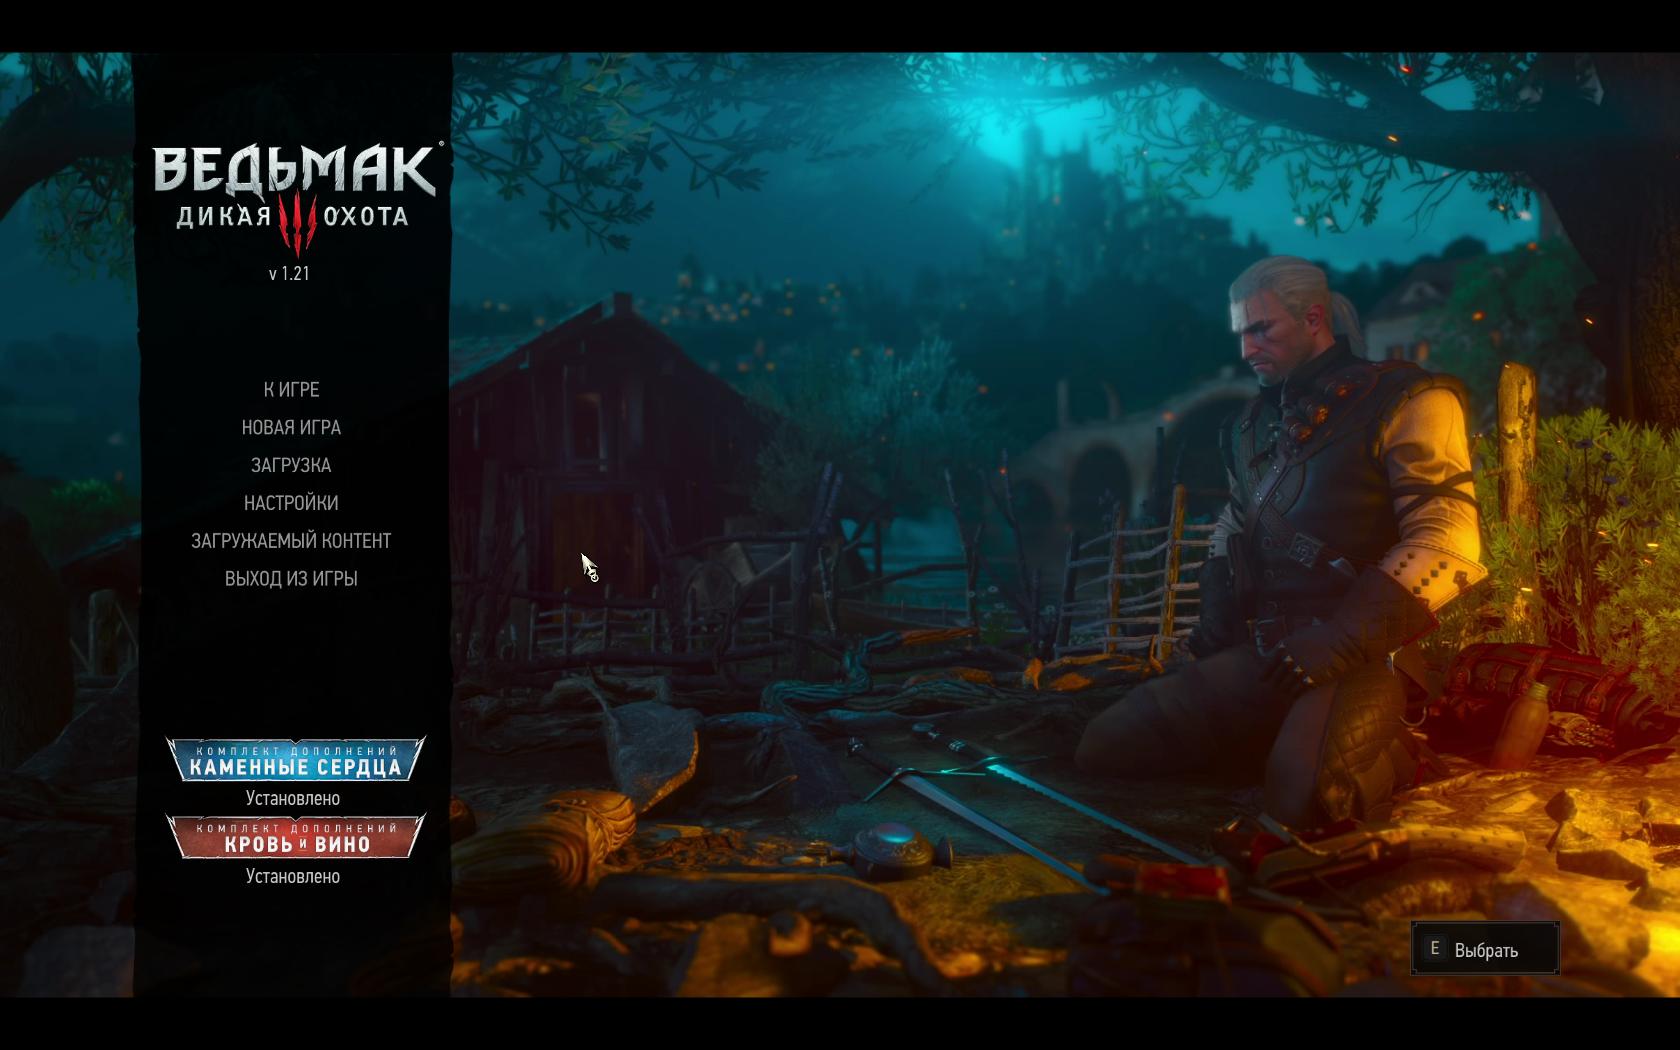 ВЕДЬМАК®
ДИКАЯ III ОХОТА
v 1.21
К ИГРЕ
НОВАЯ ИГРА
ЗАГРУЗКА
НАСТРОЙКИ
ЗАГРУЖАЕМЫЙ КОНТЕНТ
ВЫХОД ИЗ ИГРЫ
КОМПЛЕКТ ДОПОЛНЕНИЙ
КАМЕННЫЕ СЕРДЦА
Установлено
КОМПЛЕКТ ДОПОЛНЕНИЙ
КРОВЬ И ВИНО
Установлено
E Выбрать